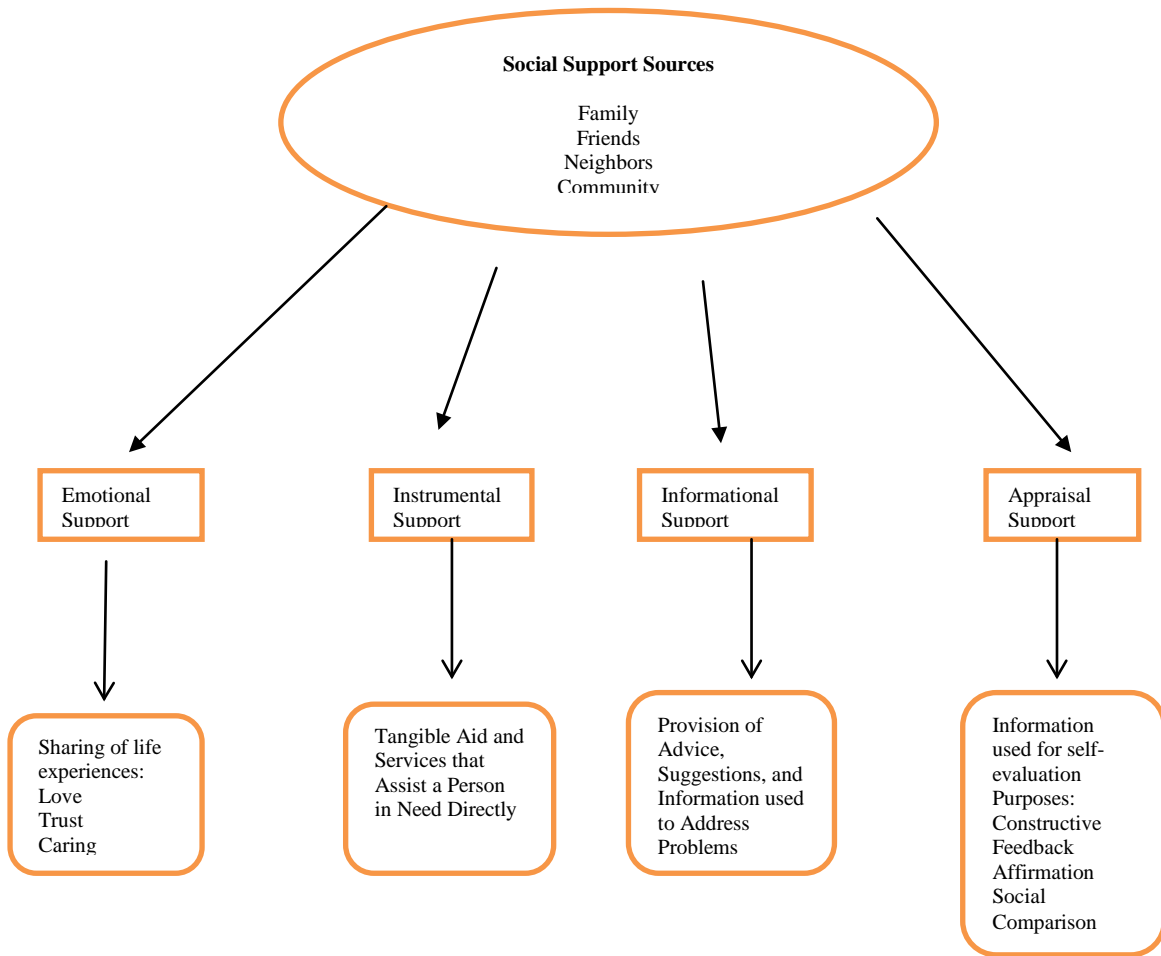 Social Support Sources
Family
Friends
Neighbors
Community
Emotional
Support
Instrumental
Support
Informational
Support
Appraisal
Support
Sharing of life
experiences:
Love
Trust
Caring
Tangible Aid and
Services that
Assist a Person
in Need Directly
Provision of
Advice,
Suggestions, and
Information used
to Address
Problems
Information
used for self-
evaluation
Purposes:
Constructive
Feedback
Affirmation
Social
Comparison